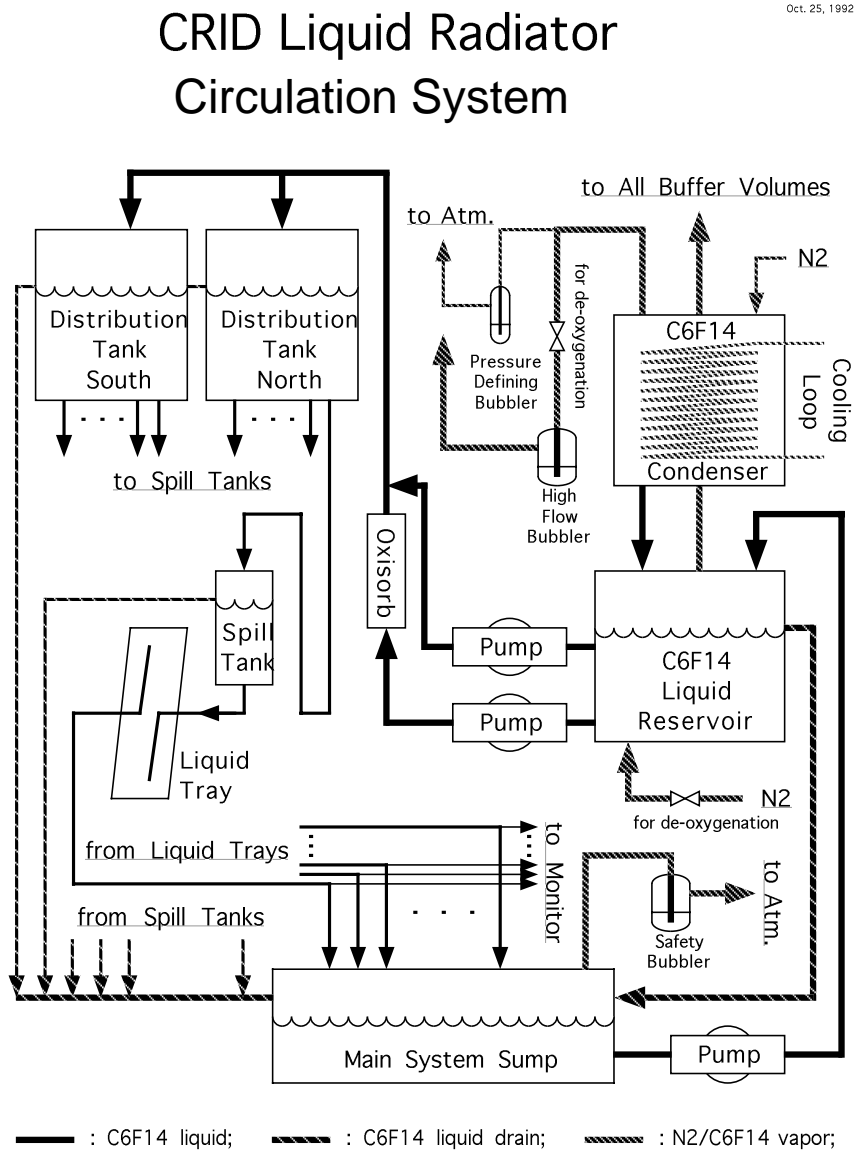 Oct. 25, 1992
CRID Liquid Radiator
Circulation System
to All Buffer Volumes
to Atm.
N2
for de-oxygenation
Distribution
Tank
South
Distribution
Tank
North
C6F14
Condenser
Cooling
Loop
Pressure
Defining
Bubbler
to Spill Tanks
High
Flow
Bubbler
Oxisorb
Spill
Tank
Pump
C6F14
Liquid
Reservoir
Pump
Liquid
Tray
N2
for de-oxygenation
from Liquid Trays
to Monitor
to Atm.
from Spill Tanks
Safety
Bubbler
Main System Sump
Pump
: C6F14 liquid;
: C6F14 liquid drain;
: N2/C6F14 vapor;